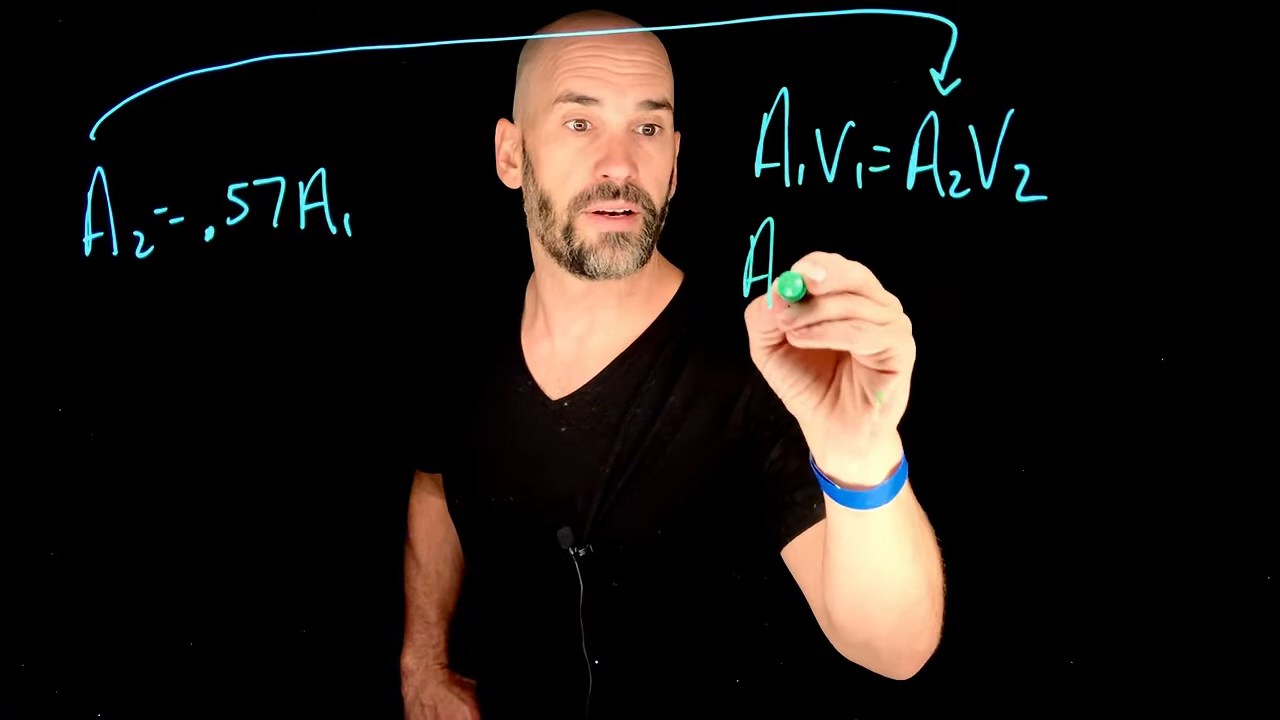 A₂ = .57A₁
A₁V₁ = A₂V₂
A